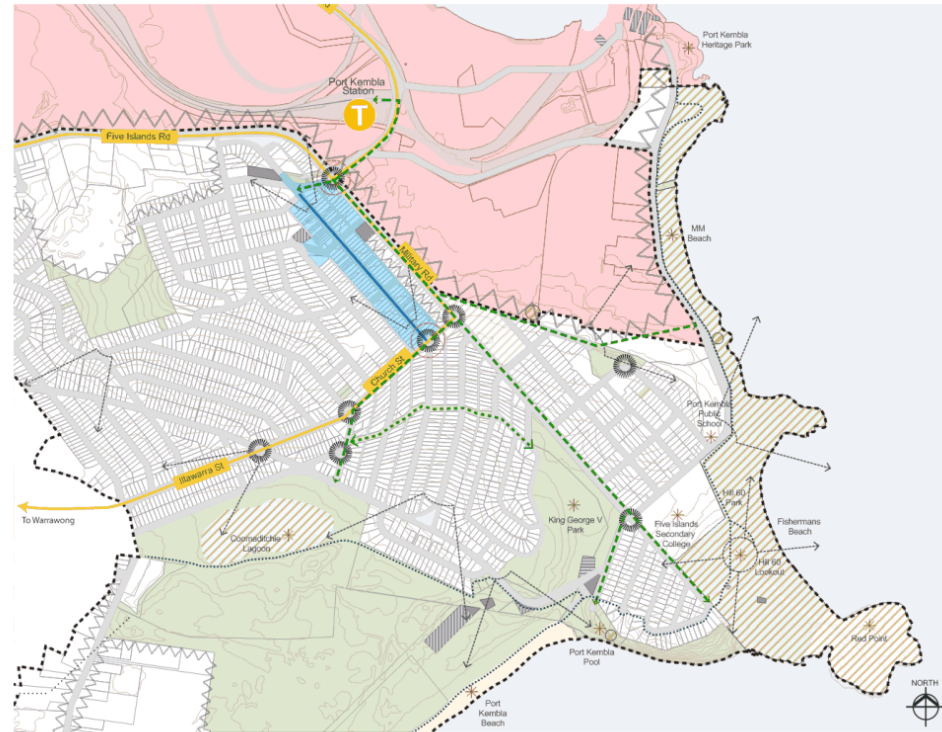 Port Kembla
Heritage Park
Port Kembla
Station
T
Five Islands Rd
MM
Beach
Military Rd
Church St
Port Kembla
Public
School
Illawarra St
To Warrawong
Coomaditchie
Lagoon
King George V
Park
Five Islands
Secondary
College
Hill 60
Park
Fishermans
Beach
Hill 60
Lookout
Red Point
Port Kembla
Pool
Port
Kembla
Beach
NORTH